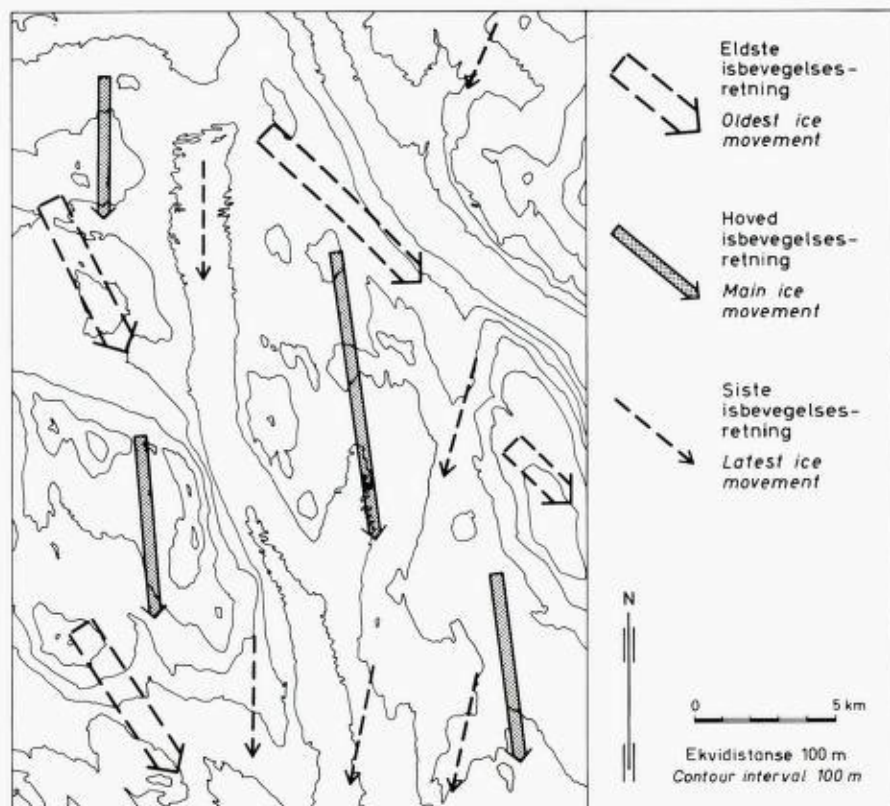 Eldste
isbevegelses-
retning
Oldest ice
movement
Hoved
isbevegelses-
retning
Main ice
movement
Siste
isbevegelses-
retning
Latest ice
movement
N
0 5 km
Ekvidistanse 100 m
Contour interval 100 m